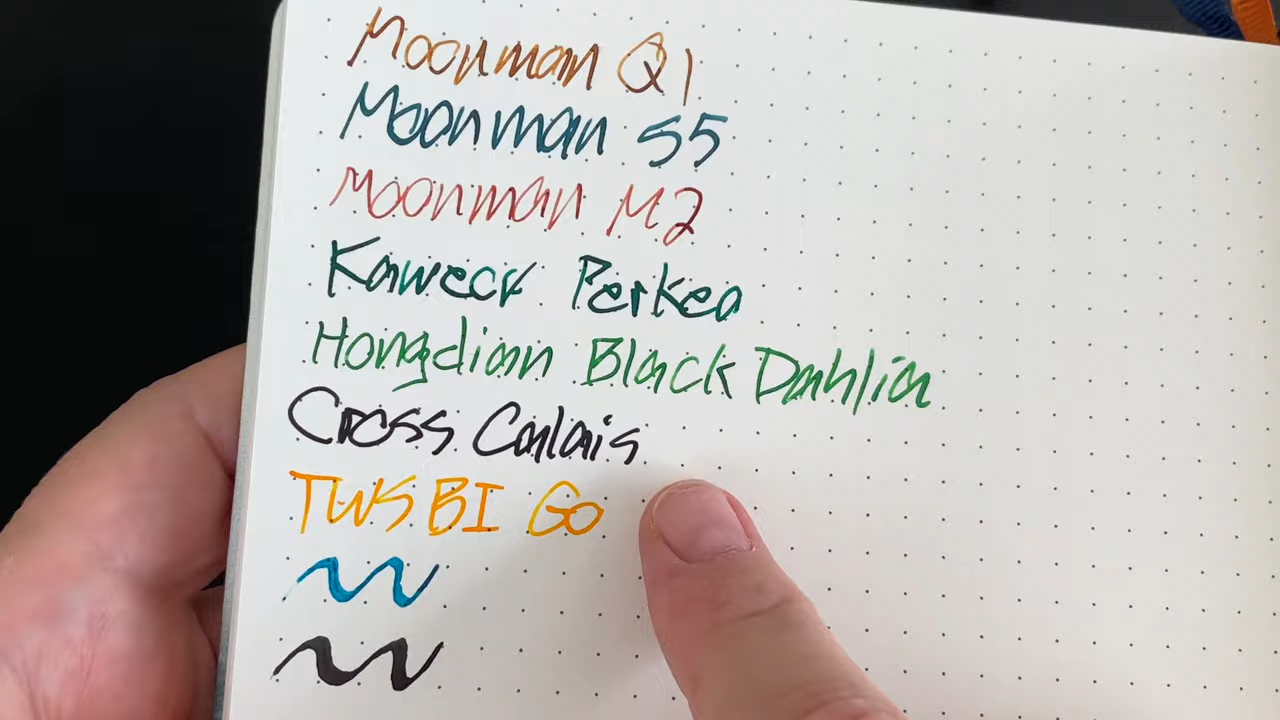 Moonman Q1
Moonman S5
Moonman M2
Kaweco Perkeo
Hongdian Black Dahlia
Cross Calais
TWSBI Go